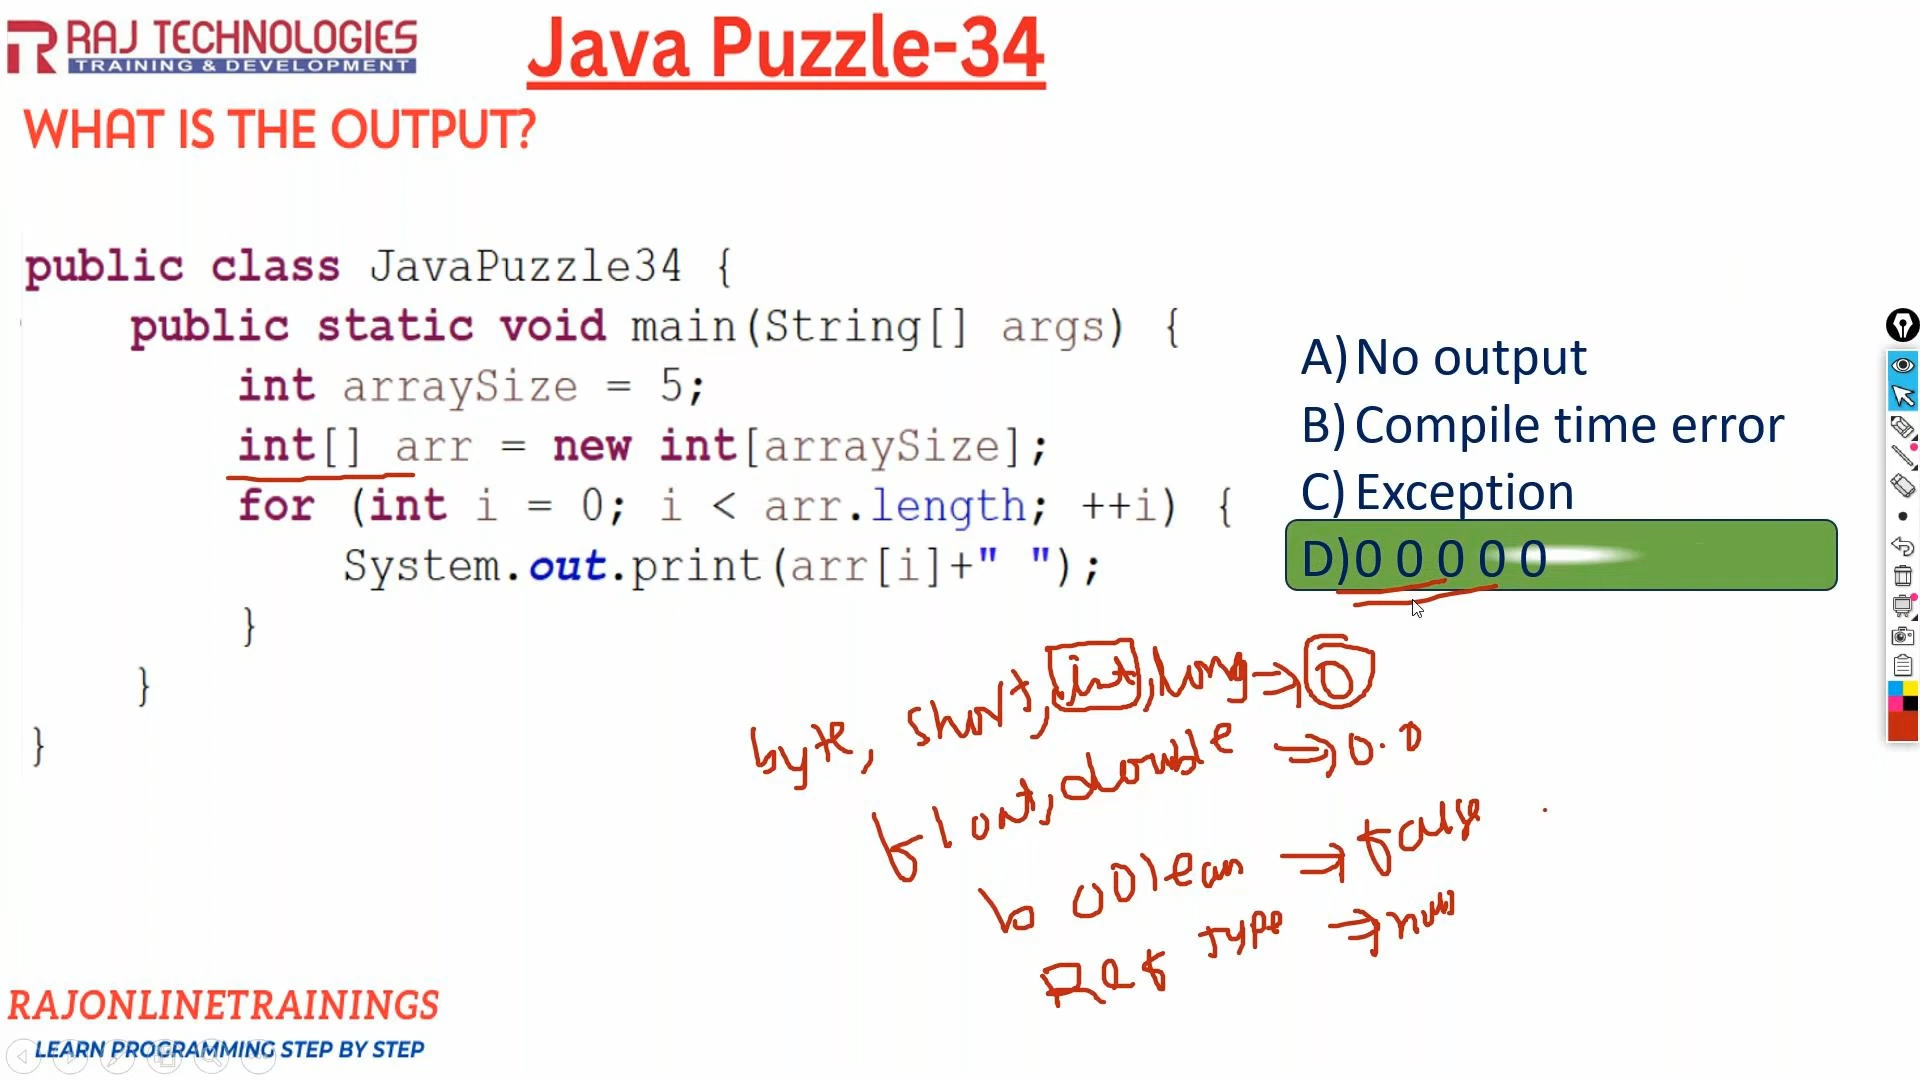 RAJ TECHNOLOGIES
TRAINING & DEVELOPMENT
Java Puzzle-34
WHAT IS THE OUTPUT?
public class JavaPuzzle34 {
public static void main(String[] args) {
int arraySize = 5;
int[] arr = new int[arraySize];
for (int i = 0; i < arr.length; ++i) {
System.out.print(arr[i]+" ");
}
}
}
A) No output
B) Compile time error
C) Exception
D) 0 0 0 0 0
byte, short, int, long → 0
float, double ⇒ 0.0
boolean ⇒ false
Ref type ⇒ null
RAJONLINETRAININGS
LEARN PROGRAMMING STEP BY STEP